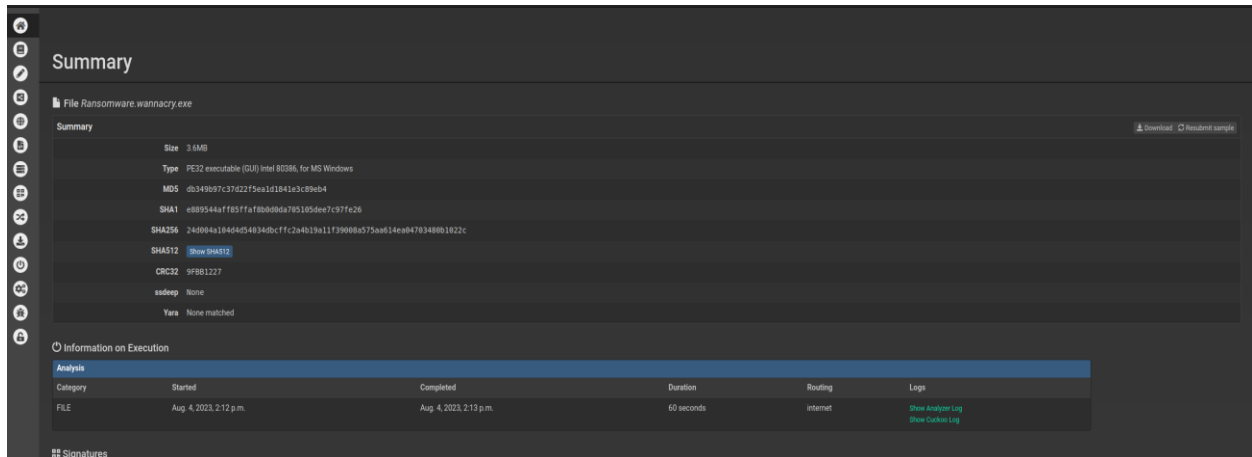 Summary
File Ransomware.wannacry.exe
Summary Download Resubmit sample
Size 3.6MB
Type PE32 executable (GUI) Intel 80386, for MS Windows
MD5 db349b97c37d22f5ea1d1841e3c89eb4
SHA1 e889544aff85ffaf8b0d0da705105dee7c97fe26
SHA256 24d004a104d4d54034dbcffc2a4b19a11f39008a575aa614ea04703480b1022c
SHA512 Show SHA512
CRC32 9FBB1227
ssdeep None
Yara None matched
Information on Execution
Analysis
Category Started Completed Duration Routing Logs
FILE Aug. 4, 2023, 2:12 p.m. Aug. 4, 2023, 2:13 p.m. 60 seconds internet Show Analyzer Log
Show Cuckoo Log
Signatures